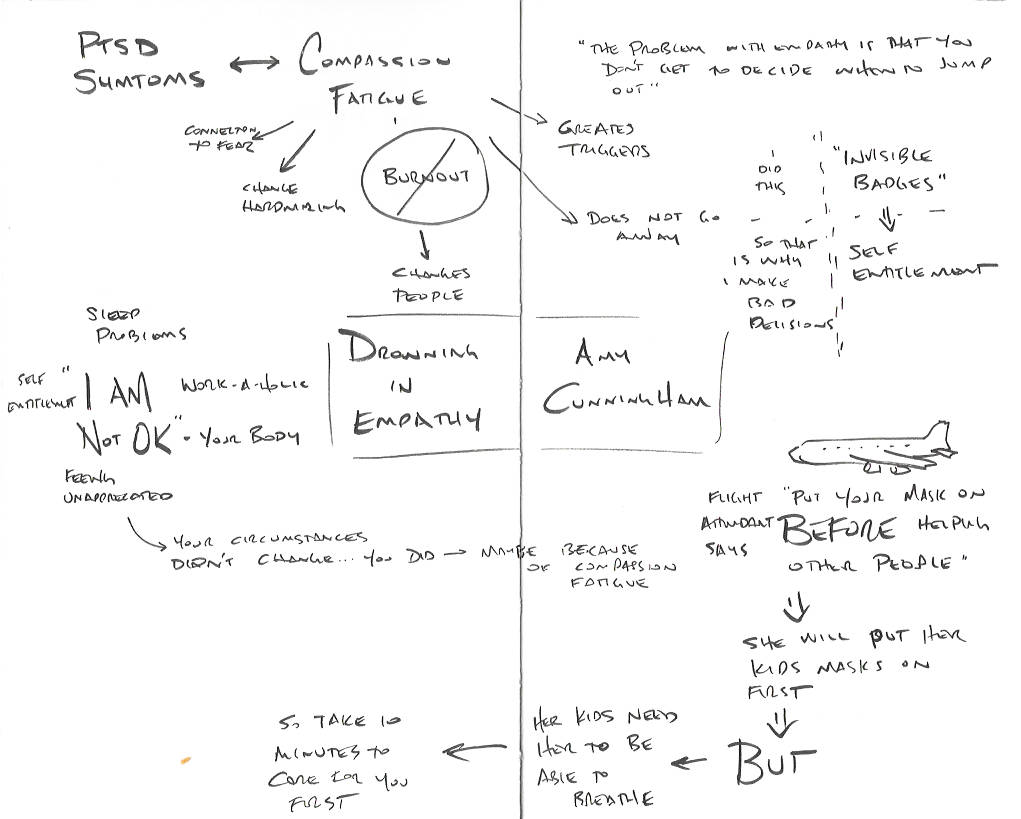 PTSD
SUMTOMS
COMPASSION
FATIGUE
CONNECTION
TO FEAR
CHANGE
HARDWIRING
BURNOUT
CHANGES
PEOPLE
"THE PROBLEM WITH EMPATHY IS THAT YOU
DON'T GET TO DECIDE WHEN TO JUMP
OUT"
CREATES
TRIGGERS
DOES NOT GO
AWAY
I
DID
THIS
SO THAT
IS WHY
I MAKE
BAD
DECISIONS
"INVISIBLE
BADGES"
SELF
ENTITLEMENT
SLEEP
PROBLEMS
SELF
ENTITLEMENT
"I AM
NOT OK" - YOUR BODY
WORK-A-HOLIC
FEELING
UNAPPRECIATED
DROWNING
IN
EMPATHY
AMY
CUNNINGHAM
YOUR CIRCUMSTANCES
DIDN'T CHANGE... YOU DID → MAYBE BECAUSE
OF COMPASSION
FATIGUE
FLIGHT
ATTENDANT
SAYS
"PUT YOUR MASK ON
BEFORE HELPING
OTHER PEOPLE"
SHE WILL PUT HER
KIDS MASKS ON
FIRST
BUT
HER KIDS NEED
HER TO BE
ABLE TO
BREATHE
SO TAKE 10
MINUTES TO
CARE FOR YOU
FIRST